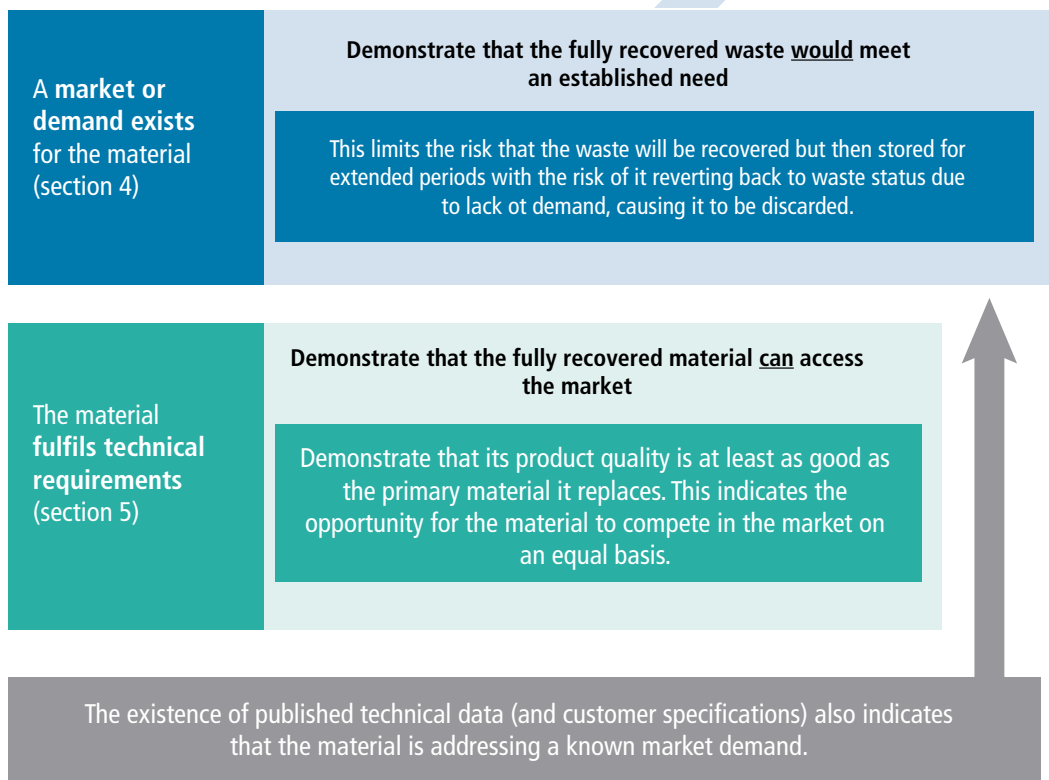 A market or
demand exists
for the material
(section 4)
Demonstrate that the fully recovered waste would meet
an established need
This limits the risk that the waste will be recovered but then stored for
extended periods with the risk of it reverting back to waste status due
to lack ot demand, causing it to be discarded.
The material
fulfils technical
requirements
(section 5)
Demonstrate that the fully recovered material can access
the market
Demonstrate that its product quality is at least as good as
the primary material it replaces. This indicates the
opportunity for the material to compete in the market on
an equal basis.
The existence of published technical data (and customer specifications) also indicates
that the material is addressing a known market demand.